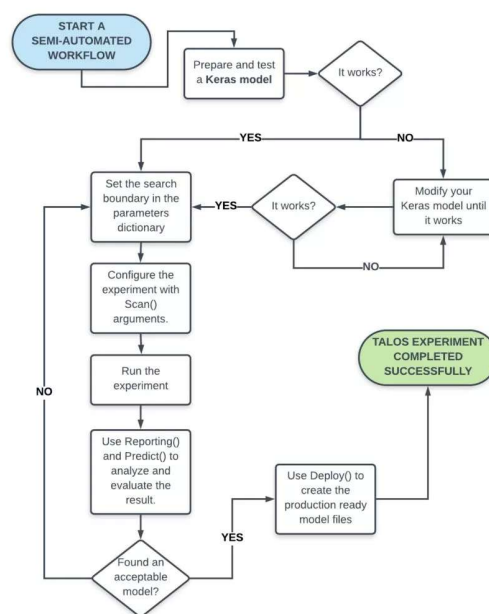 START A
SEMI-AUTOMATED
WORKFLOW
Prepare and test
a Keras model
It works?
YES
NO
Set the search
boundary in the
parameters
dictionary
YES
It works?
Modify your
Keras model until
it works
NO
Configure the
experiment with
Scan()
arguments.
Run the
experiment
NO
Use Reporting()
and Predict() to
analyze and
evaluate the
result.
Found an
acceptable
model?
YES
Use Deploy() to
create the
production ready
model files
TALOS EXPERIMENT
COMPLETED
SUCCESSFULLY